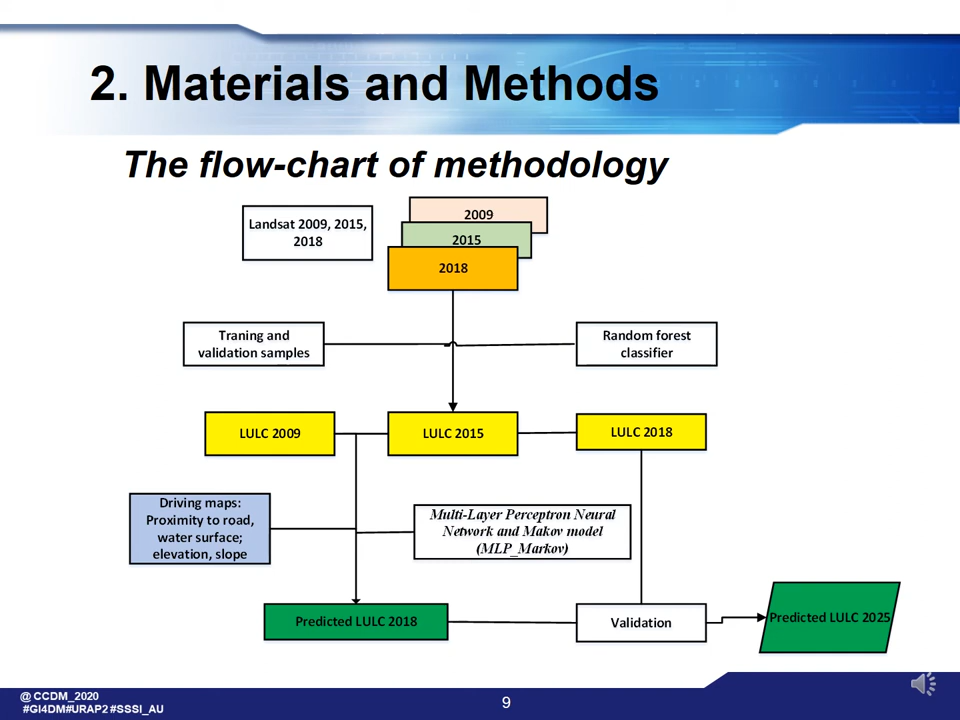 2. Materials and Methods
The flow-chart of methodology
Landsat 2009, 2015,
2018
2009
2015
2018
Traning and
validation samples
Random forest
classifier
LULC 2009
LULC 2015
LULC 2018
Driving maps:
Proximity to road,
water surface;
elevation, slope
Multi-Layer Perceptron Neural
Network and Makov model
(MLP_Markov)
Predicted LULC 2018
Validation
Predicted LULC 2025
@ CCDM_2020
#GI4DM#URAP2 #SSSI_AU
9